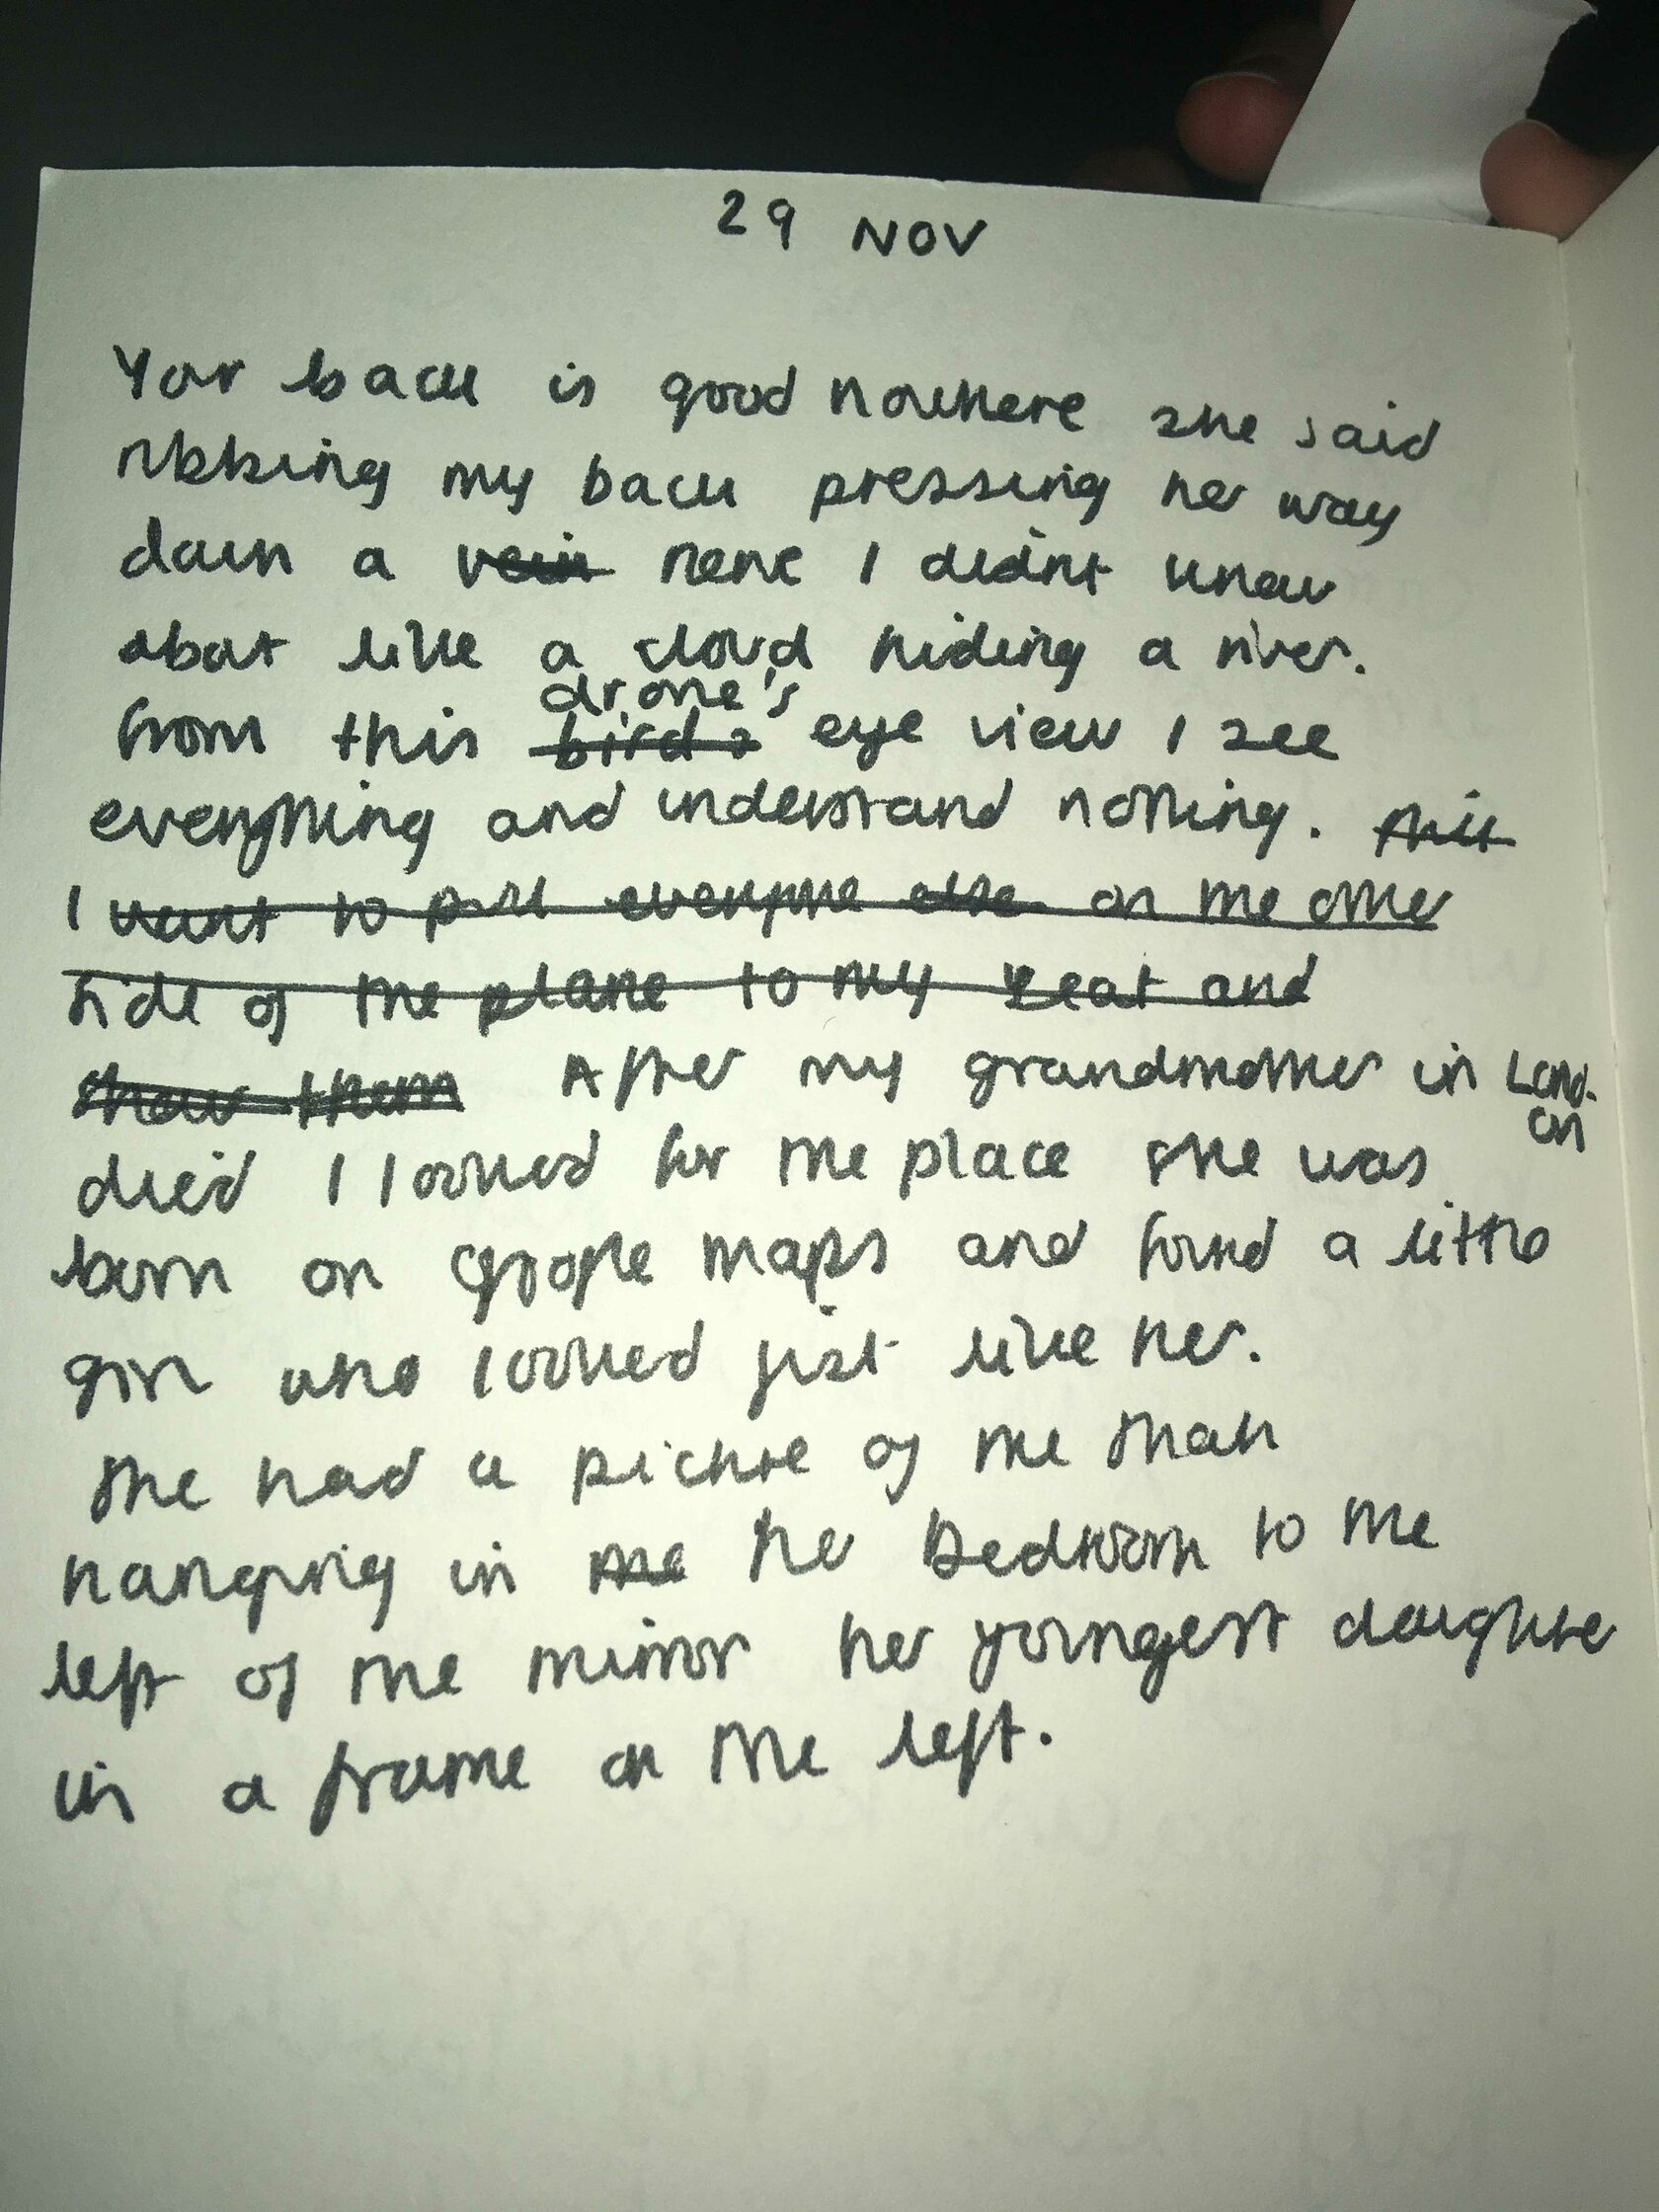 29 NOV
Your back is good nowhere she said
rubbing my back pressing her way
down a vein nerve I didn't know
about like a cloud hiding a river.
drone's
from this bird's eye view I see
everything and understand nothing.
I want to pull everyone else on the other
side of the plane to my seat and
show them After my grandmother in Lond-
on
died I looked for the place she was
born on google maps and found a little
girl who looked just like her.
She had a picture of the shah
hanging in the her bedroom to the
left of the mirror her youngest daughter
in a frame on the left.